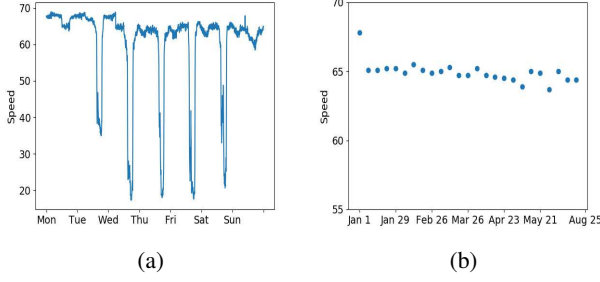 70
60
50
40
30
20
Speed
Mon Tue Wed Thu Fri Sat Sun
(a)
70
65
60
55
Speed
Jan 1 Jan 29 Feb 26 Mar 26 Apr 23 May 21 Aug 25
(b)